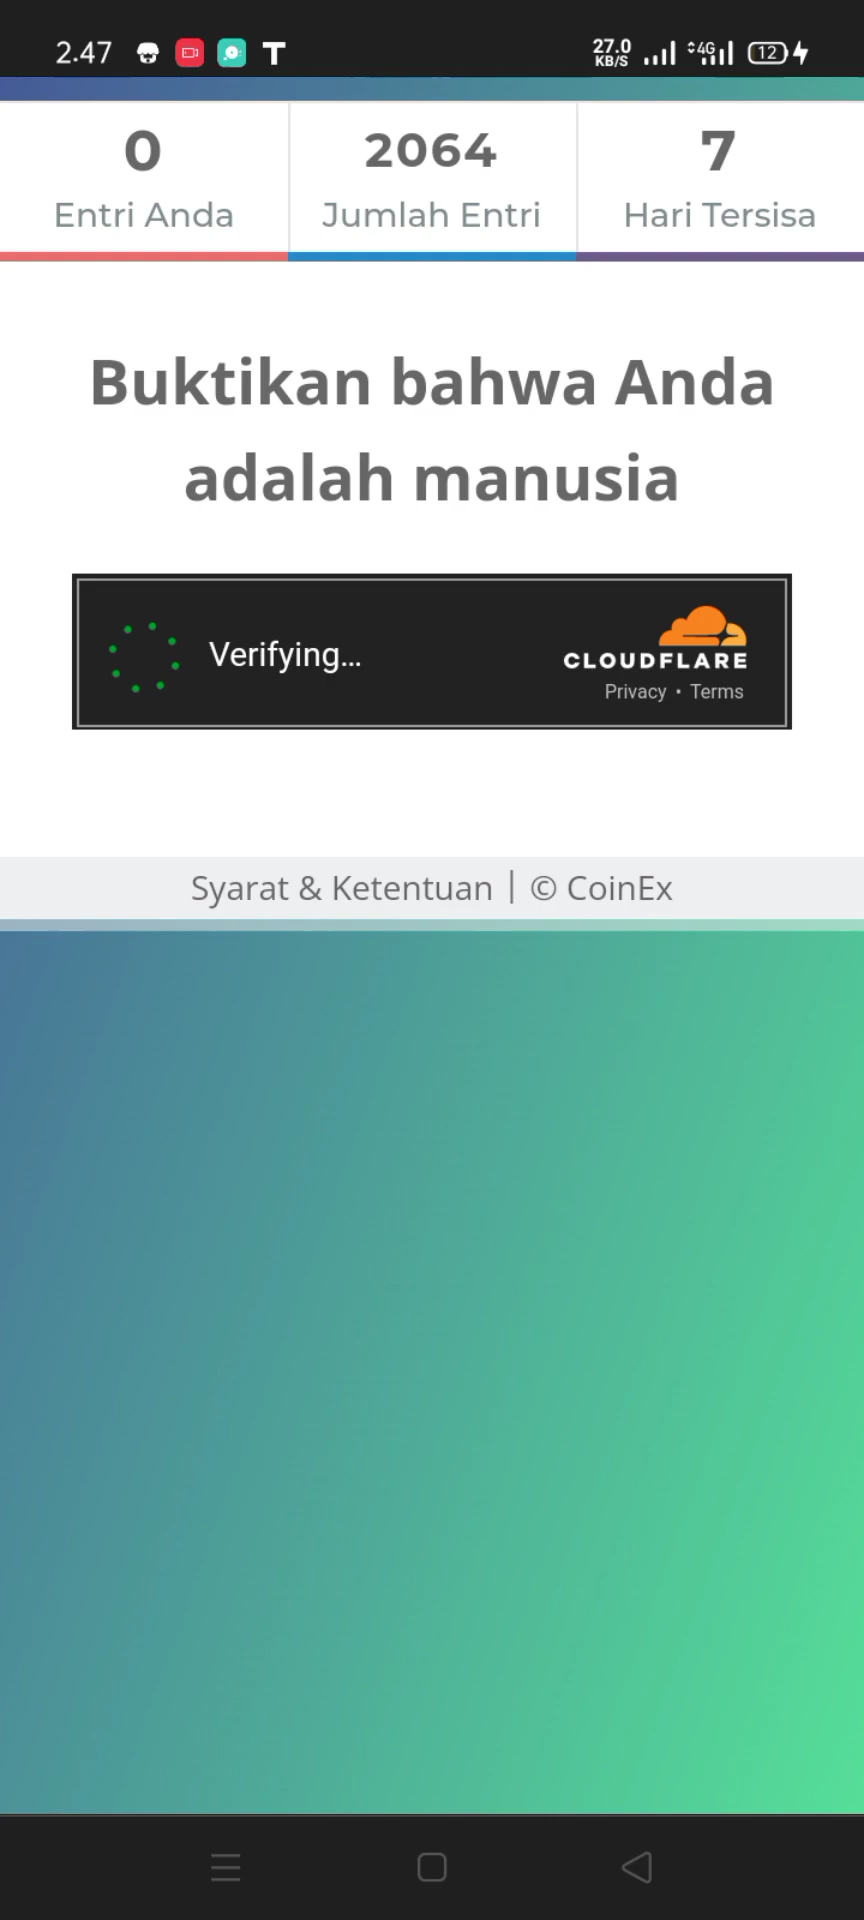 2.47 T 27.0 KB/S 4G 12
0 2064 7
Entri Anda Jumlah Entri Hari Tersisa
Buktikan bahwa Anda
adalah manusia
Verifying...
CLOUDFLARE
Privacy • Terms
Syarat & Ketentuan | © CoinEx